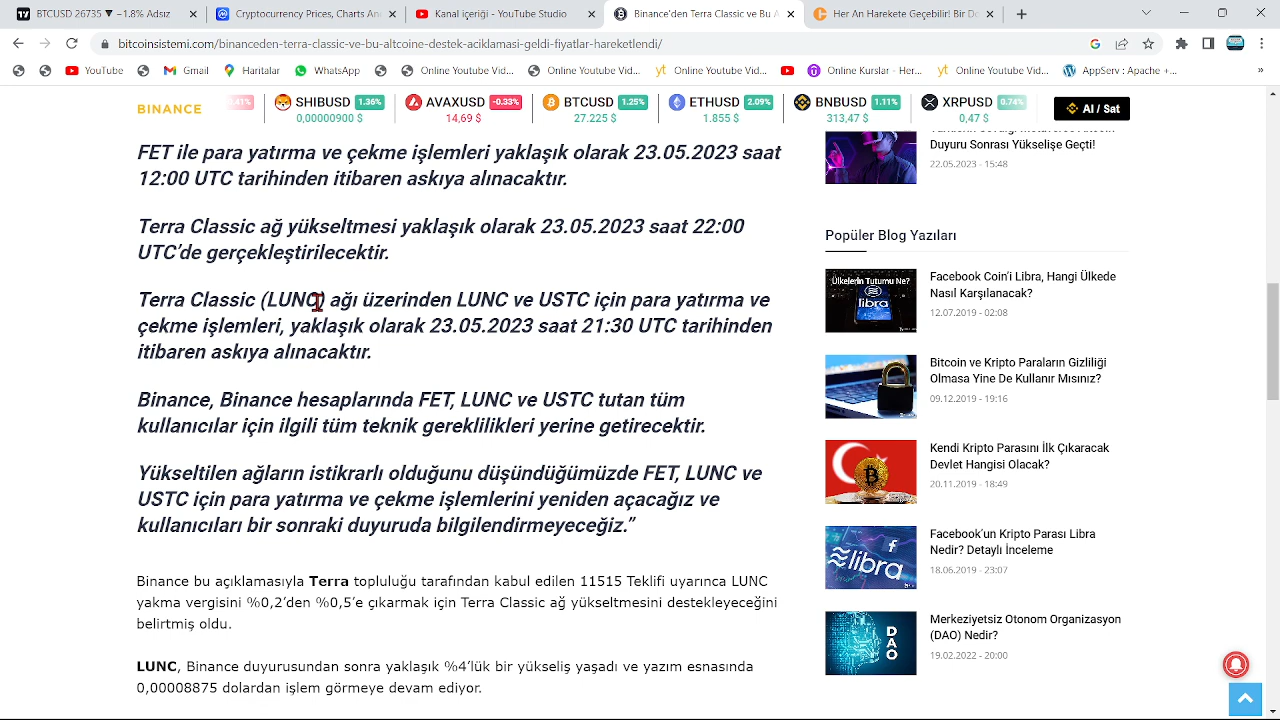 BTCUSD 26735 ▼ −1.8% Sınırsız
Cryptocurrency Prices, Charts
Kanal İçeriği - YouTube Studio
Binance'den Terra Classic ve Bu A
Her An Harekete Geçebilir! Bir Do
bitcoinsistemi.com/binanceden-terra-classic-ve-bu-altcoine-destek-aciklamasi-geldi-fiyatlar-hareketlendi/
YouTube
Gmail
Haritalar
WhatsApp
Online Youtube Vid...
Online Youtube Vid...
Online Youtube Vid...
Online Kurslar - Her...
Online Youtube Vid...
AppServ : Apache +...
»
BINANCE
.41%
SHIBUSD 1.36%
0,00000900 $
AVAXUSD -0.33%
14,69 $
BTCUSD 1.25%
27.225 $
ETHUSD 2.09%
1.855 $
BNBUSD 1.11%
313,47 $
XRPUSD 0.74%
0,47 $
Al / Sat
FET ile para yatırma ve çekme işlemleri yaklaşık olarak 23.05.2023 saat
12:00 UTC tarihinden itibaren askıya alınacaktır.
Terra Classic ağ yükseltmesi yaklaşık olarak 23.05.2023 saat 22:00
UTC’de gerçekleştirilecektir.
Terra Classic (LUNC) ağı üzerinden LUNC ve USTC için para yatırma ve
çekme işlemleri, yaklaşık olarak 23.05.2023 saat 21:30 UTC tarihinden
itibaren askıya alınacaktır.
Binance, Binance hesaplarında FET, LUNC ve USTC tutan tüm
kullanıcılar için ilgili tüm teknik gereklilikleri yerine getirecektir.
Yükseltilen ağların istikrarlı olduğunu düşündüğümüzde FET, LUNC ve
USTC için para yatırma ve çekme işlemlerini yeniden açacağız ve
kullanıcıları bir sonraki duyuruda bilgilendirmeyeceğiz.”
Binance bu açıklamasıyla Terra topluluğu tarafından kabul edilen 11515 Teklifi uyarınca LUNC
yakma vergisini %0,2’den %0,5’e çıkarmak için Terra Classic ağ yükseltmesini destekleyeceğini
belirtmiş oldu.
LUNC, Binance duyurusundan sonra yaklaşık %4’lük bir yükseliş yaşadı ve yazım esnasında
0,00008875 dolardan işlem görmeye devam ediyor.
Duyuru Sonrası Yükselişe Geçti!
22.05.2023 - 15:48
Popüler Blog Yazıları
Ülkelerin Tutumu Ne?
libra
Facebook Coin’i Libra, Hangi Ülkede
Nasıl Karşılanacak?
12.07.2019 - 02:08
Bitcoin ve Kripto Paraların Gizliliği
Olmasa Yine De Kullanır Mısınız?
09.12.2019 - 19:16
Kendi Kripto Parasını İlk Çıkaracak
Devlet Hangisi Olacak?
20.11.2019 - 18:49
libra
Facebook’un Kripto Parası Libra
Nedir? Detaylı İnceleme
18.06.2019 - 23:07
DAO
Merkeziyetsiz Otonom Organizasyon
(DAO) Nedir?
19.02.2022 - 20:00